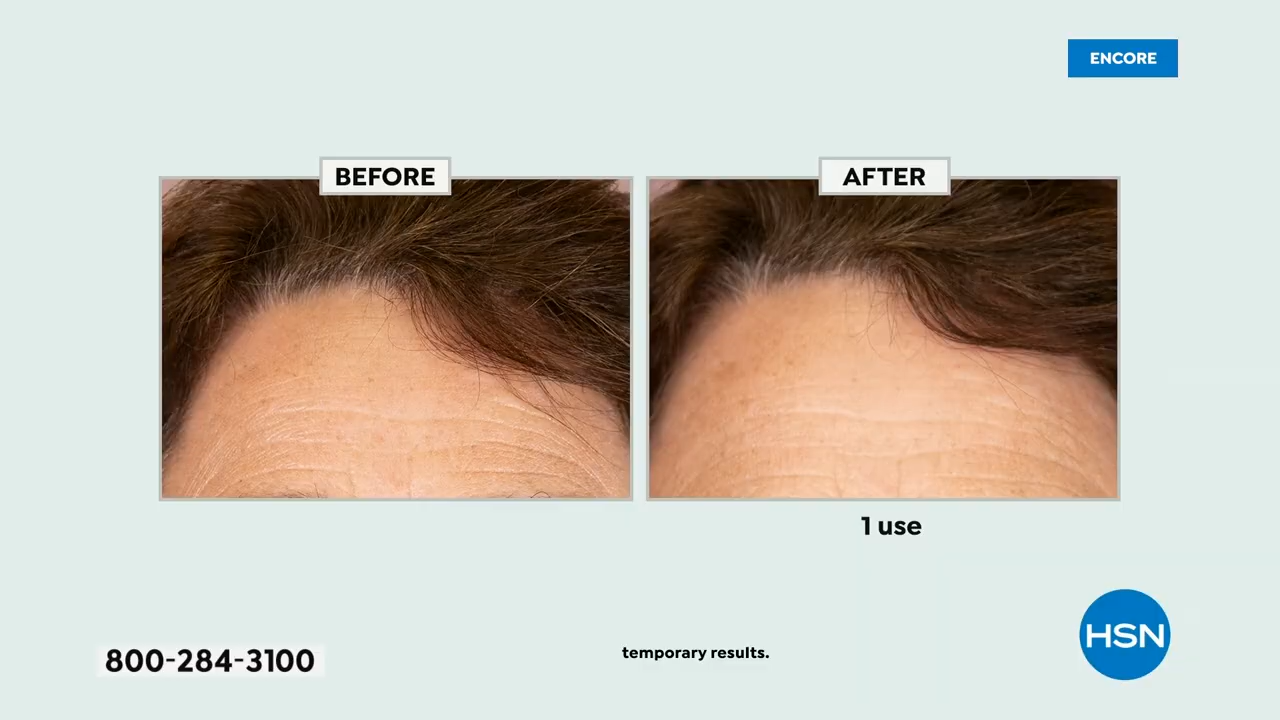 ENCORE
BEFORE
AFTER
1 use
temporary results.
800-284-3100
HSN